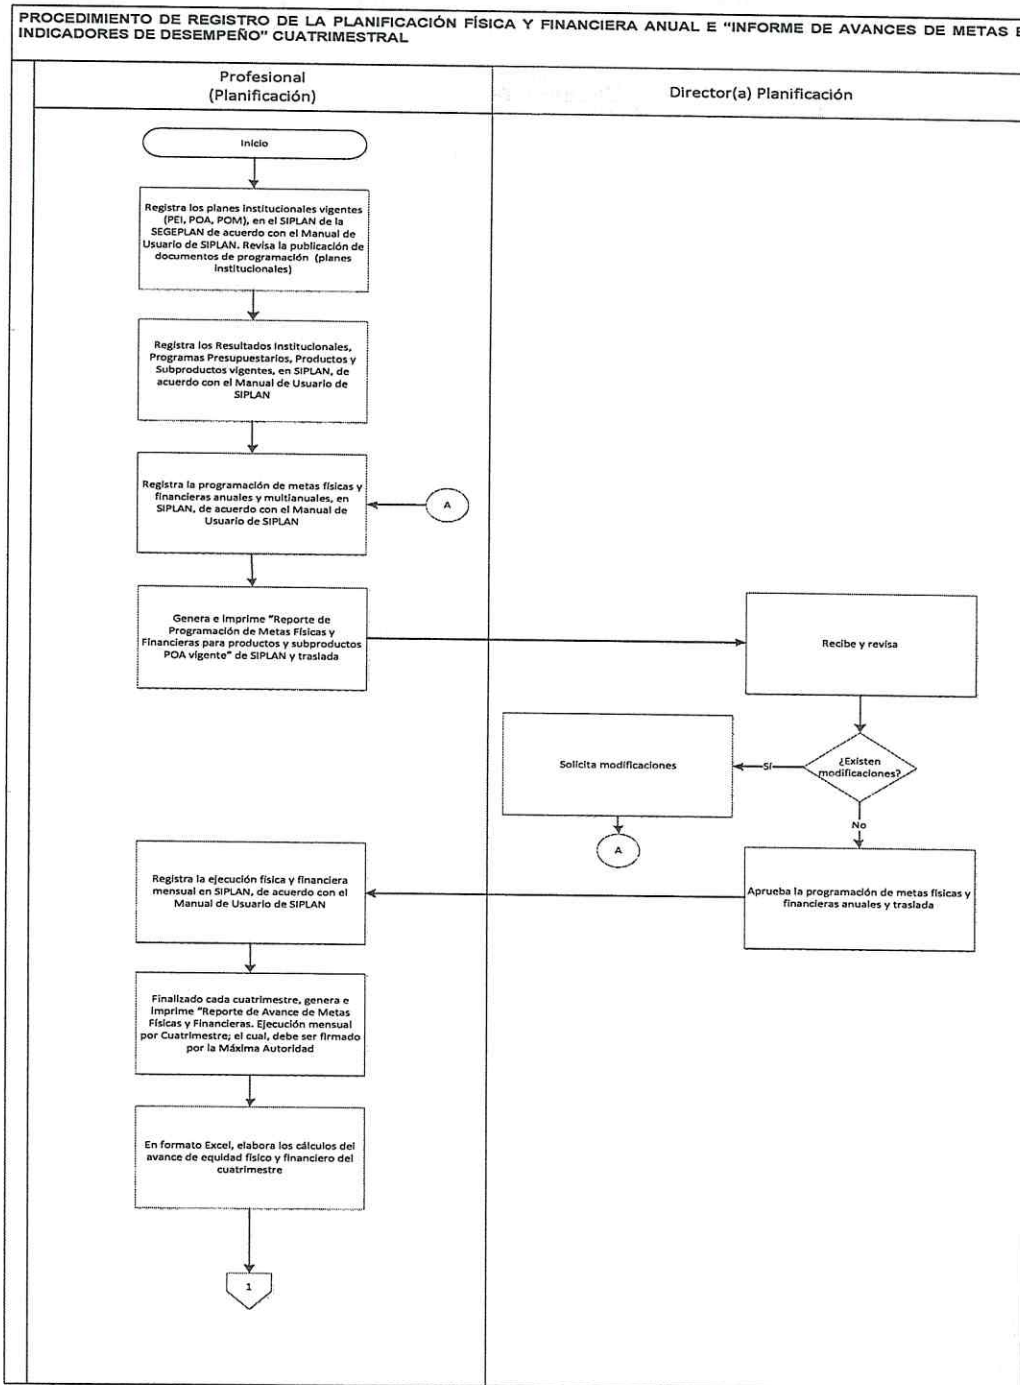 PROCEDIMIENTO DE REGISTRO DE LA PLANIFICACIÓN FÍSICA Y FINANCIERA ANUAL E "INFORME DE AVANCES DE METAS E
INDICADORES DE DESEMPEÑO" CUATRIMESTRAL
Profesional
(Planificación)
Director(a) Planificación
Inicio
Registra los planes institucionales vigentes
(PEI, POA, POM), en el SIPLAN de la
SEGEPLAN de acuerdo con el Manual de
Usuario de SIPLAN. Revisa la publicación de
documentos de programación (planes
institucionales)
Registra los Resultados Institucionales,
Programas Presupuestarios, Productos y
Subproductos vigentes, en SIPLAN, de
acuerdo con el Manual de Usuario de
SIPLAN
Registra la programación de metas físicas y
financieras anuales y multianuales, en
SIPLAN, de acuerdo con el Manual de
Usuario de SIPLAN
A
Genera e imprime "Reporte de
Programación de Metas Físicas y
Financieras para productos y subproductos
POA vigente" de SIPLAN y traslada
Recibe y revisa
¿Existen
modificaciones?
Sí
Solicita modificaciones
A
No
Aprueba la programación de metas físicas y
financieras anuales y traslada
Registra la ejecución física y financiera
mensual en SIPLAN, de acuerdo con el
Manual de Usuario de SIPLAN
Finalizado cada cuatrimestre, genera e
imprime "Reporte de Avance de Metas
Físicas y Financieras. Ejecución mensual
por Cuatrimestre; el cual, debe ser firmado
por la Máxima Autoridad
En formato Excel, elabora los cálculos del
avance de equidad físico y financiero del
cuatrimestre
1